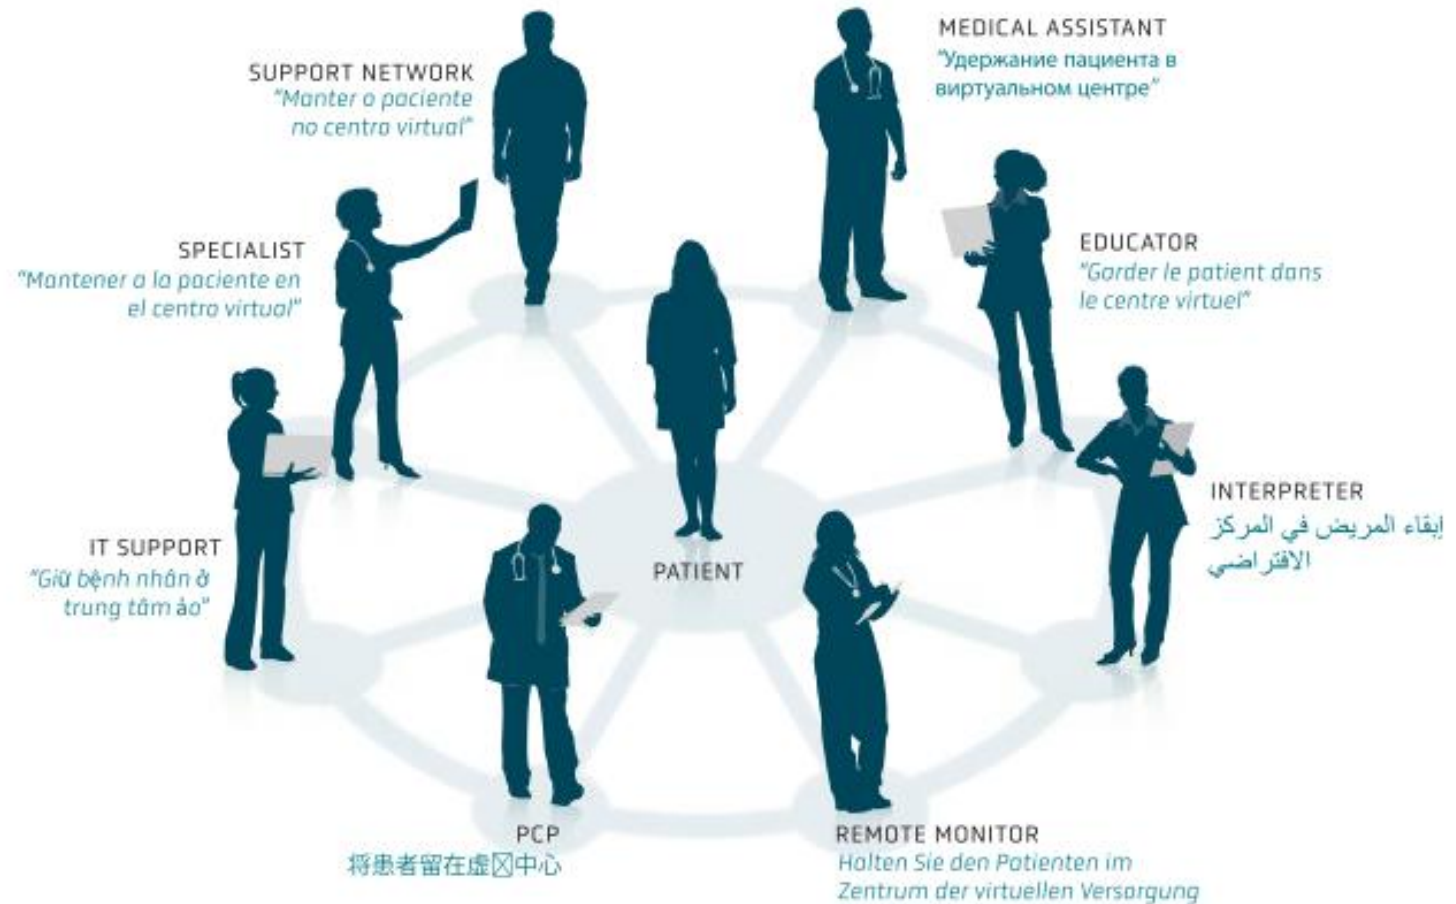 SUPPORT NETWORK
"Manter o paciente
no centro virtual"
MEDICAL ASSISTANT
"Удержание пациента в
виртуальном центре"
SPECIALIST
"Mantener a la paciente en
el centro virtual"
EDUCATOR
"Garder le patient dans
le centre virtuel"
IT SUPPORT
"Giữ bệnh nhân ở
trung tâm ảo"
PATIENT
INTERPRETER
إبقاء المريض في المركز
الافتراضي
PCP
将患者留在虚☒中心
REMOTE MONITOR
Halten Sie den Patienten im
Zentrum der virtuellen Versorgung